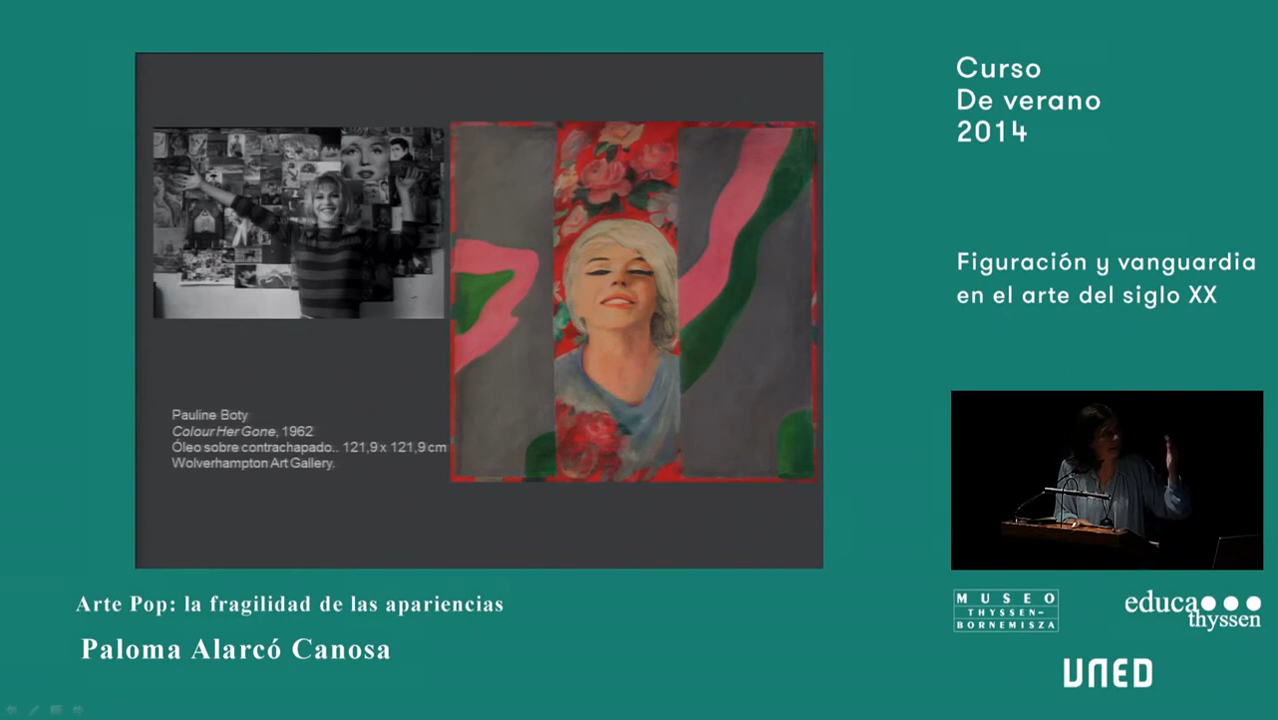 Curso
De verano
2014
Figuración y vanguardia
en el arte del siglo XX
Pauline Boty
Colour Her Gone, 1962
Óleo sobre contrachapado.. 121,9 x 121,9 cm
Wolverhampton Art Gallery.
Arte Pop: la fragilidad de las apariencias
Paloma Alarcó Canosa
MUSEO
THYSSEN-
BORNEMISZA
educa
thyssen
UNED